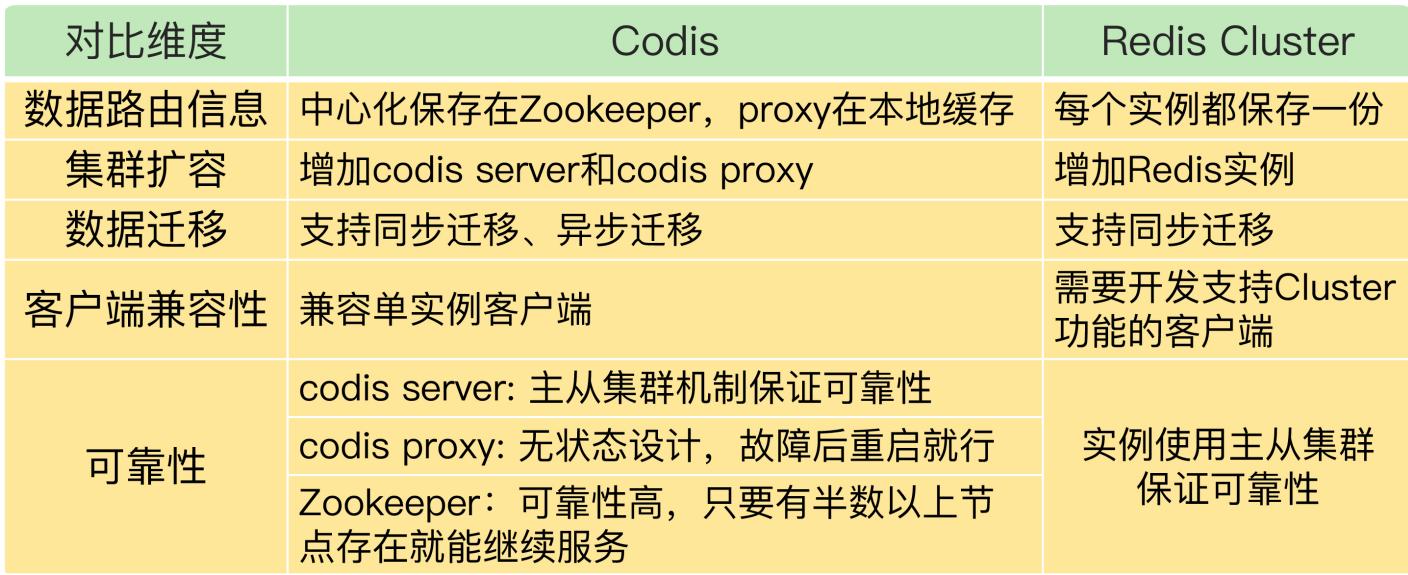 对比维度
Codis
Redis Cluster
数据路由信息
中心化保存在Zookeeper，proxy在本地缓存
每个实例都保存一份
集群扩容
增加codis server和codis proxy
增加Redis实例
数据迁移
支持同步迁移、异步迁移
支持同步迁移
客户端兼容性
兼容单实例客户端
需要开发支持Cluster
功能的客户端
可靠性
codis server: 主从集群机制保证可靠性
codis proxy: 无状态设计，故障后重启就行
Zookeeper：可靠性高，只要有半数以上节
点存在就能继续服务
实例使用主从集群
保证可靠性